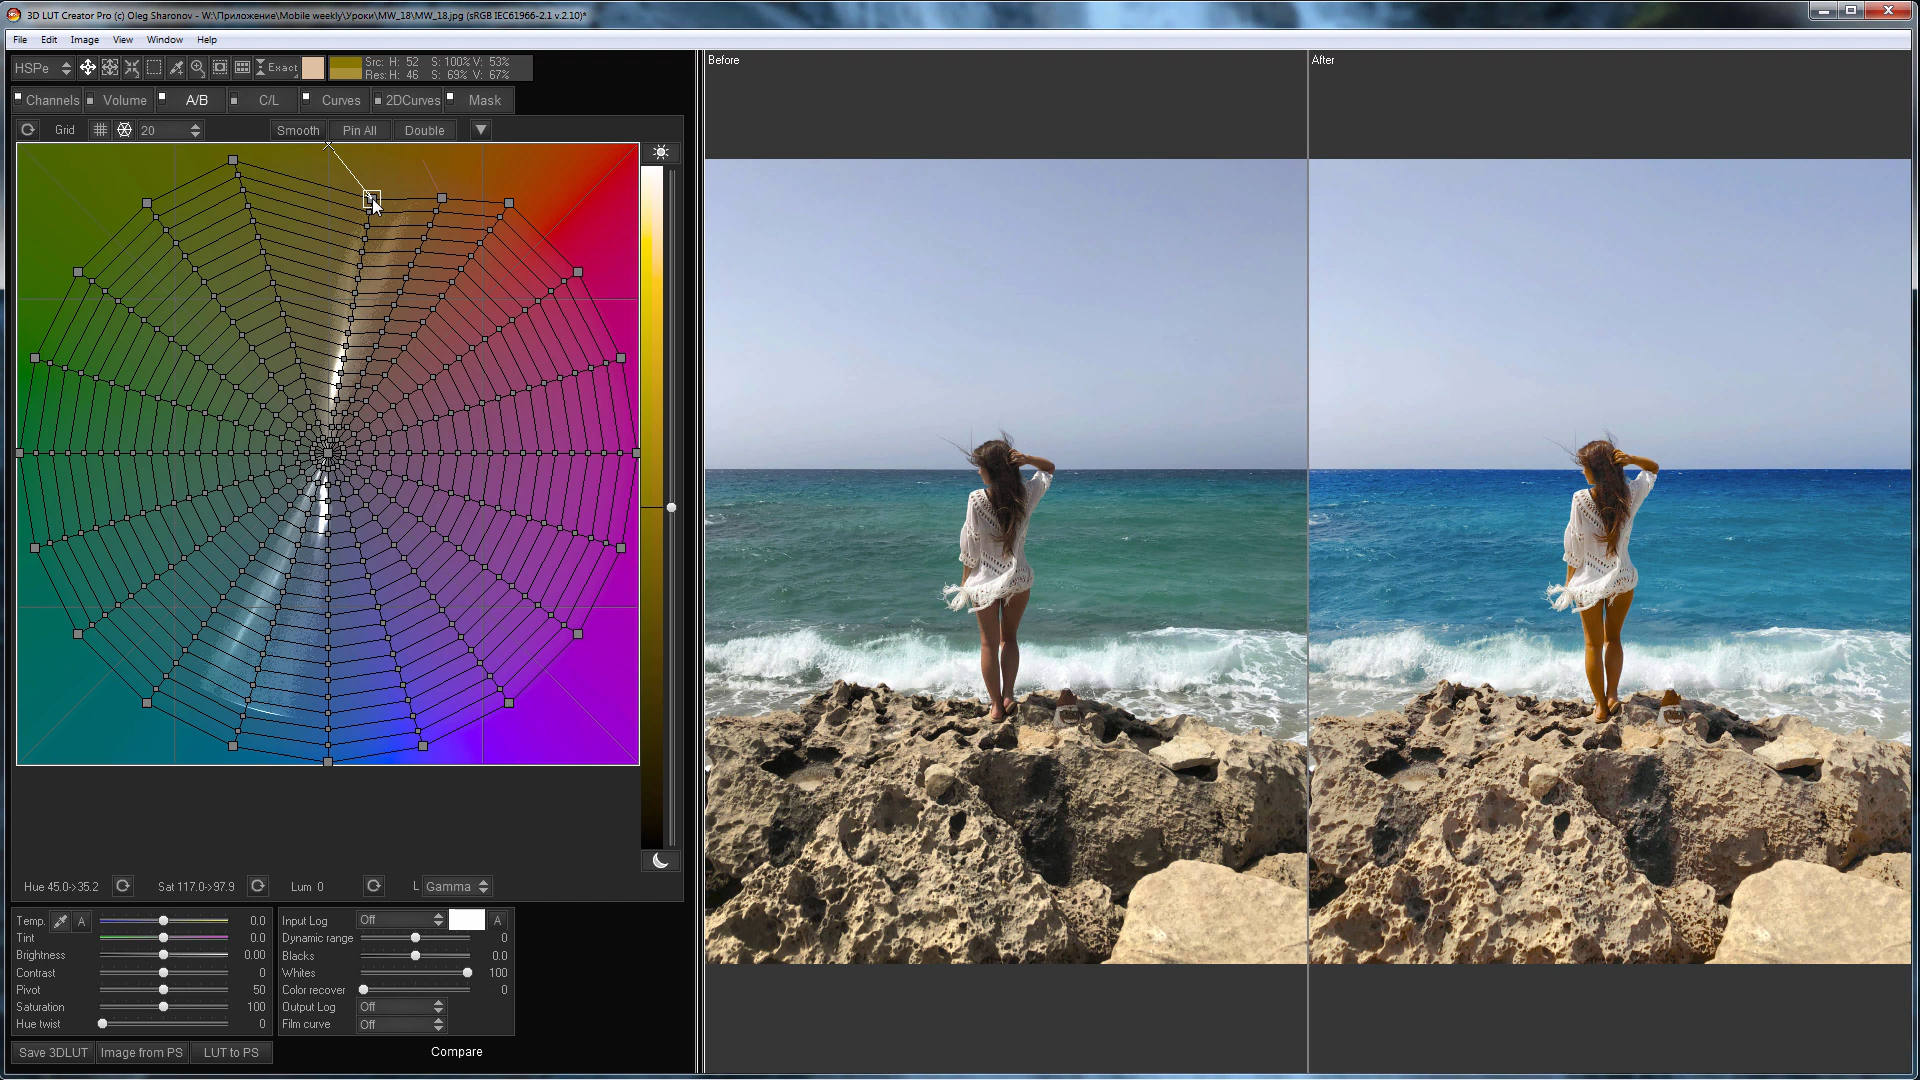 3D LUT Creator Pro (c) Oleg Sharonov - W:\Приложение\Mobile weekly\Уроки\MW_18\MW_18.jpg (sRGB IEC61966-2.1 v.2.10)*
File Edit Image View Window Help
HSPe Exact Src: H: 52 S: 100% V: 53%
Res: H: 46 S: 69% V: 67%
Channels Volume A/B C/L Curves 2DCurves Mask
Grid 20 Smooth Pin All Double
Before
After
Hue 45.0->35.2 Sat 117.0->97.9 Lum 0 L Gamma
Temp. A 0.0
Tint 0.0
Brightness 0.00
Contrast 0
Pivot 50
Saturation 100
Hue twist 0
Input Log Off A
Dynamic range 0
Blacks 0.0
Whites 100
Color recover 0
Output Log Off
Film curve Off
Save 3DLUT Image from PS LUT to PS Compare